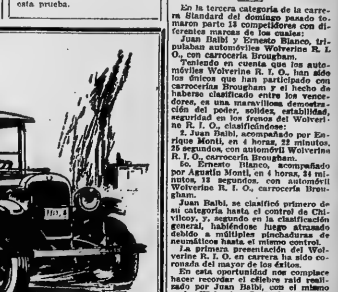 esta prueba.
En la tercera categoría de la carre-
ra Standard del domingo pasado to-
maron parte 13 competidores con di-
ferentes marcas de los cuales:
Juan Balbi y Ernesto Blanco, tri-
pulaban automóviles Wolverine R. I.
O., con carrocería Brougham.
Teniendo en cuenta que los auto-
móviles Wolverine R. I. O., han sido
los únicos que han participado con
carrocerías Brougham y el hecho de
haberse clasificado entre los vence-
dores, es una maravillosa demostra-
ción del poder, solidez, estabilidad,
seguridad en los frenos del Wolveri-
ne R. I. O., clasificándose:
2. Juan Balbi, acompañado por En-
rique Monti, en 4 horas, 22 minutos,
26 segundos, con automóvil Wolverine
R. I. O., carrocería Brougham.
5o. Ernesto Blanco, acompañado
por Agustín Monti, en 4 horas, 34 mi-
nutos, 13 segundos, con automóvil
Wolverine R. I. O., carrocería Brou-
gham.
Juan Balbi, se clasificó primero de
su categoría hasta el control de Chi-
vilcoy, y, segundo en la clasificación
general, habiéndose luego atrasado
debido a múltiples pinchaduras de
neumáticos hasta el mismo control.
La primera presentación del Wol-
verine R. I. O. en carrera ha sido co-
ronada del mayor de los éxitos.
En esta oportunidad nos complace
hacer recordar el célebre raid reali-
zado por Juan Balbi, con el mismo